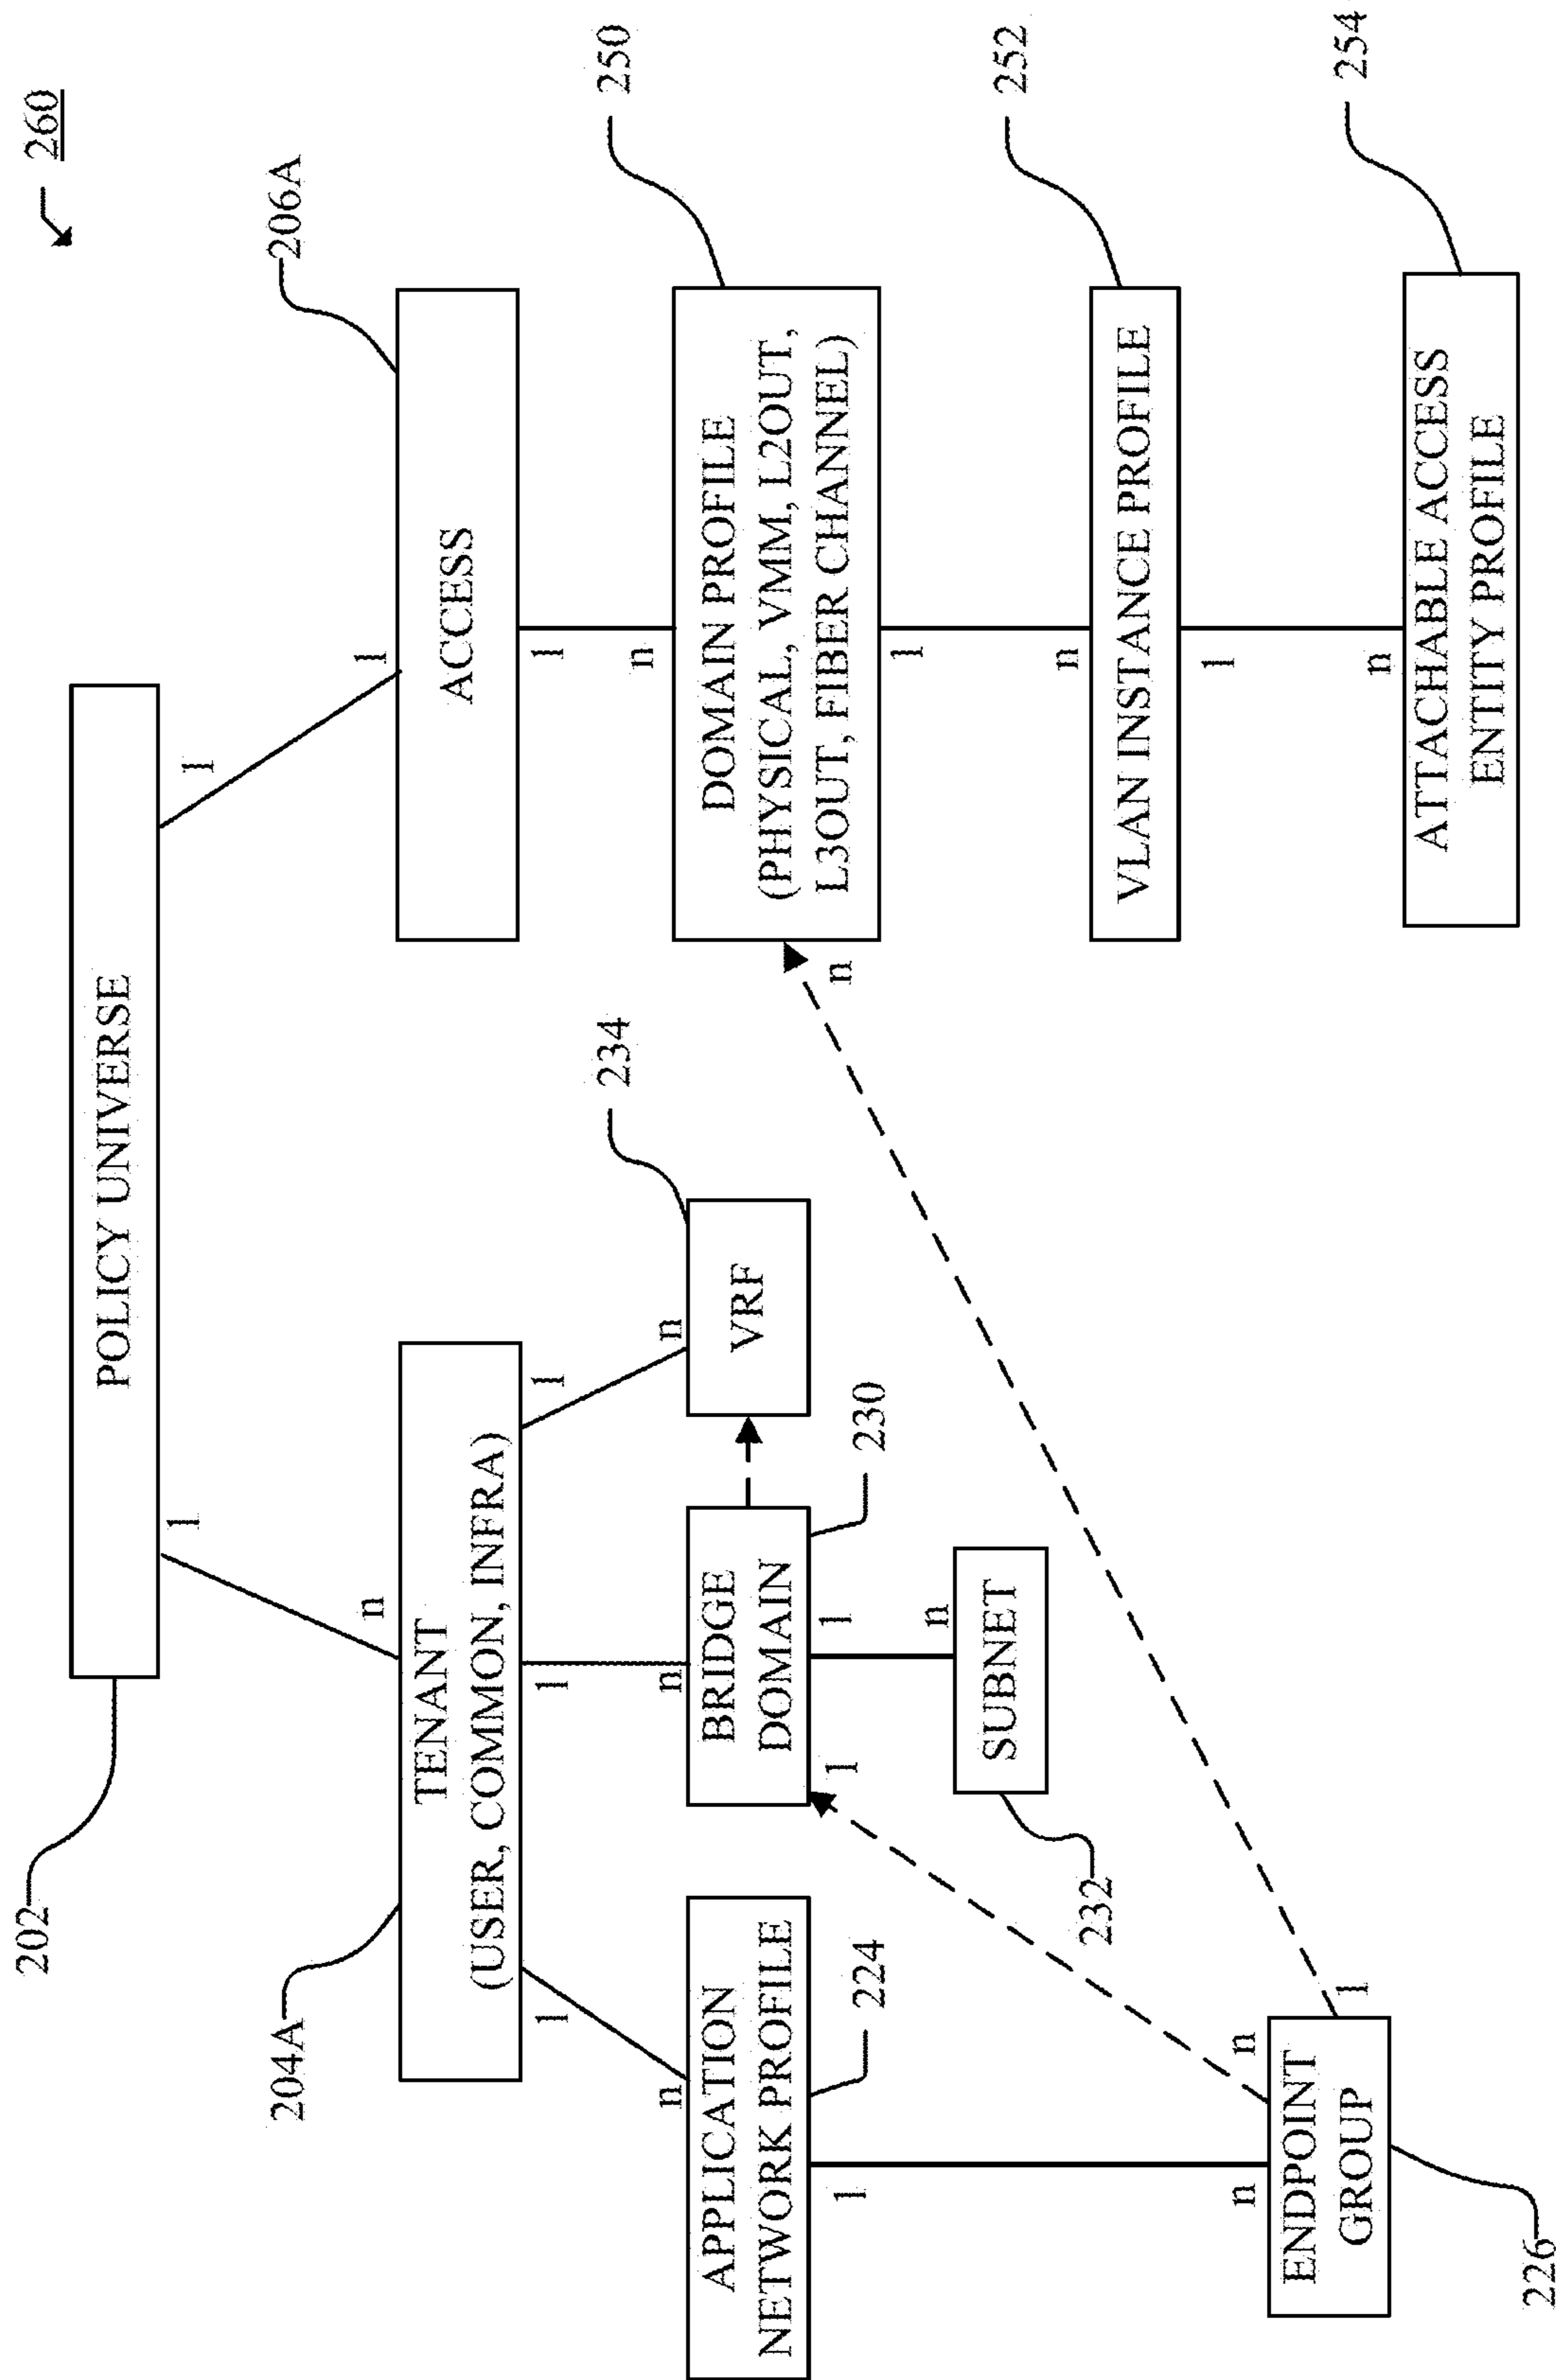 260
202
POLICY UNIVERSE
1
1
204A
206A
n
1
TENANT
(USER, COMMON, INFRA)
ACCESS
1
1
1
1
n
n
n
n
234
250
APPLICATION
NETWORK PROFILE
BRIDGE
DOMAIN
VRF
DOMAIN PROFILE
(PHYSICAL, VMM, L2OUT,
L3OUT, FIBER CHANNEL)
n
1
224
1
1
230
1
n
SUBNET
232
n
252
VLAN INSTANCE PROFILE
1
n
n
ENDPOINT
GROUP
1
226
n
254
ATTACHABLE ACCESS
ENTITY PROFILE